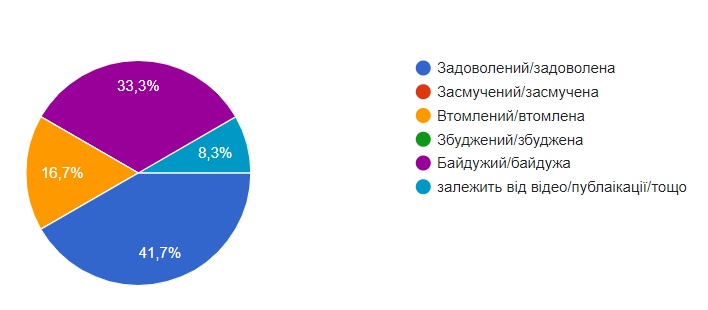 33,3%
8,3%
16,7%
41,7%
Задоволений/задоволена
Засмучений/засмучена
Втомлений/втомлена
Збуджений/збуджена
Байдужий/байдужа
залежить від відео/публаікації/тощо